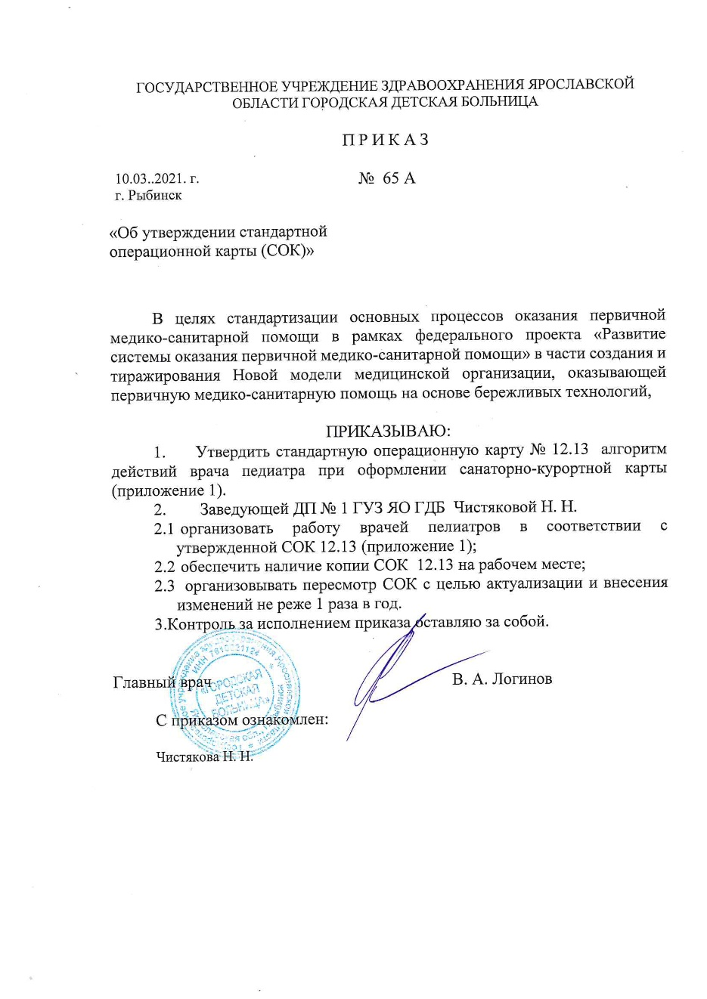 ГОСУДАРСТВЕННОЕ УЧРЕЖДЕНИЕ ЗДРАВООХРАНЕНИЯ ЯРОСЛАВСКОЙ
ОБЛАСТИ ГОРОДСКАЯ ДЕТСКАЯ БОЛЬНИЦА
П Р И К А З
10.03..2021. г. № 65 А
г. Рыбинск
«Об утверждении стандартной
операционной карты (СОК)»
В целях стандартизации основных процессов оказания первичной
медико-санитарной помощи в рамках федерального проекта «Развитие
системы оказания первичной медико-санитарной помощи» в части создания и
тиражирования Новой модели медицинской организации, оказывающей
первичную медико-санитарную помощь на основе бережливых технологий,
ПРИКАЗЫВАЮ:
1. Утвердить стандартную операционную карту № 12.13 алгоритм
действий врача педиатра при оформлении санаторно-курортной карты
(приложение 1).
2. Заведующей ДП № 1 ГУЗ ЯО ГДБ Чистяковой Н. Н.
2.1 организовать работу врачей пелиатров в соответствии с
утвержденной СОК 12.13 (приложение 1);
2.2 обеспечить наличие копии СОК 12.13 на рабочем месте;
2.3 организовывать пересмотр СОК с целью актуализации и внесения
изменений не реже 1 раза в год.
3.Контроль за исполнением приказа оставляю за собой.
Главный врач В. А. Логинов
«ГОРОДСКАЯ
ДЕТСКАЯ
БОЛЬНИЦА»
С приказом ознакомлен:
Чистякова Н. Н.